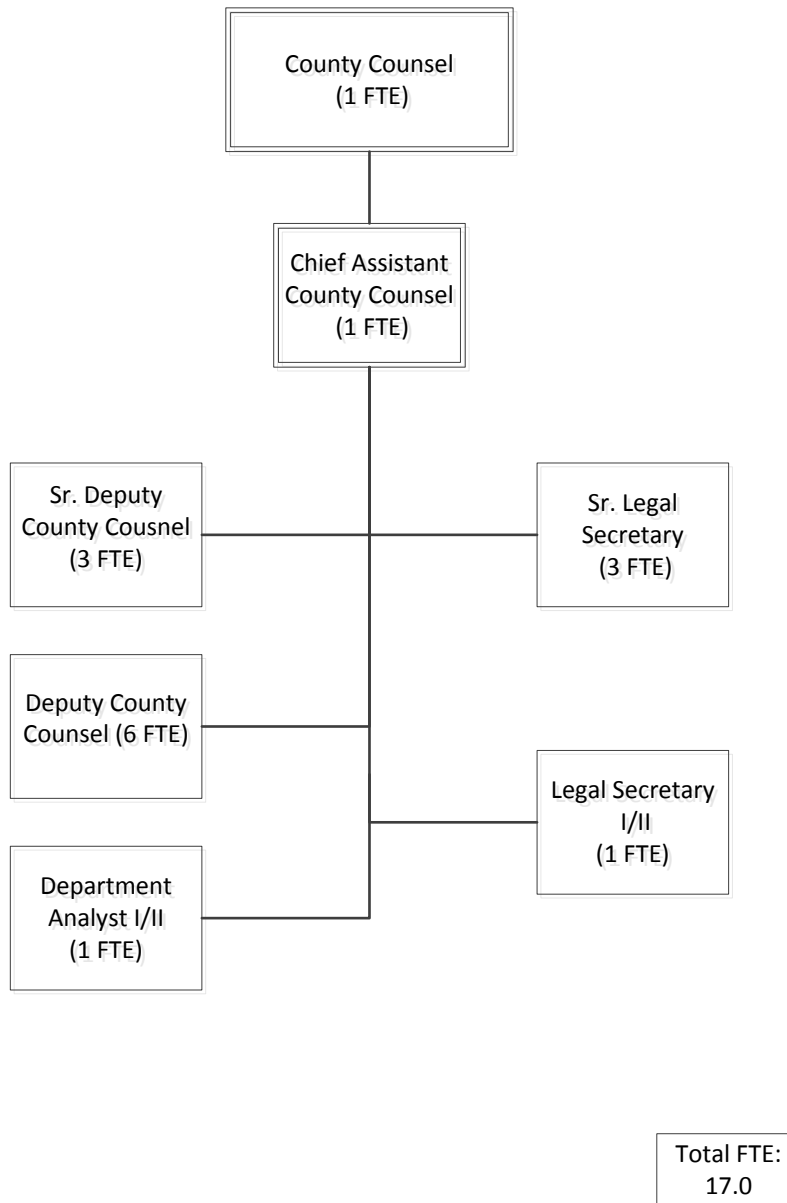 County Counsel
(1 FTE)
Chief Assistant
County Counsel
(1 FTE)
Sr. Deputy
County Cousnel
(3 FTE)
Sr. Legal
Secretary
(3 FTE)
Deputy County
Counsel (6 FTE)
Legal Secretary
I/II
(1 FTE)
Department
Analyst I/II
(1 FTE)
Total FTE:
17.0